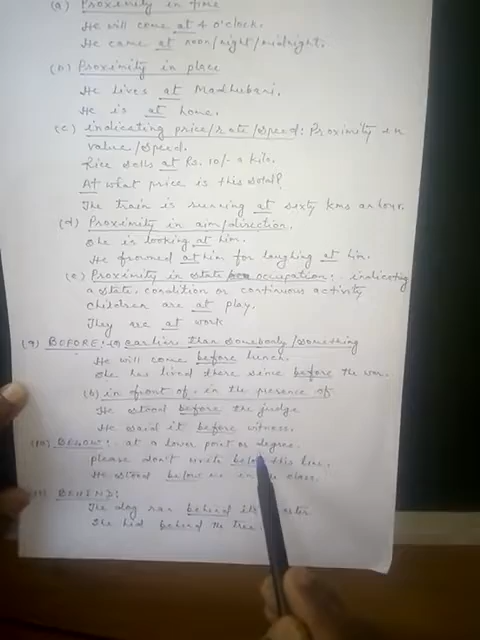 (a) Proximity in time
He will come at 4 o'clock.
He came at noon/night/midnight.
(b) Proximity in place
He lives at Madhubani.
He is at home.
(c) indicating price/rate/speed: Proximity in
value/speed.
Rice sells at Rs. 10/- a kilo.
At what price is this sold?
The train is running at sixty kms an hour.
(d) Proximity in aim/direction.
She is looking at him.
He frowned at him for laughing at him.
(e) Proximity in state occupation: - indicating
a state, condition or continuous activity
Children are at play.
They are at work
(9) BEFORE: (a) earlier than somebody/something
He will come before lunch.
She has lived there since before the war.
(b) in front of - in the presence of
He stood before the judge
He said it before witness.
(10) BELOW: - at a lower point or degree.
please don't write below this line.
He stood in class.
BEHIND:
The dog ran behind its
She hid behind the tree.